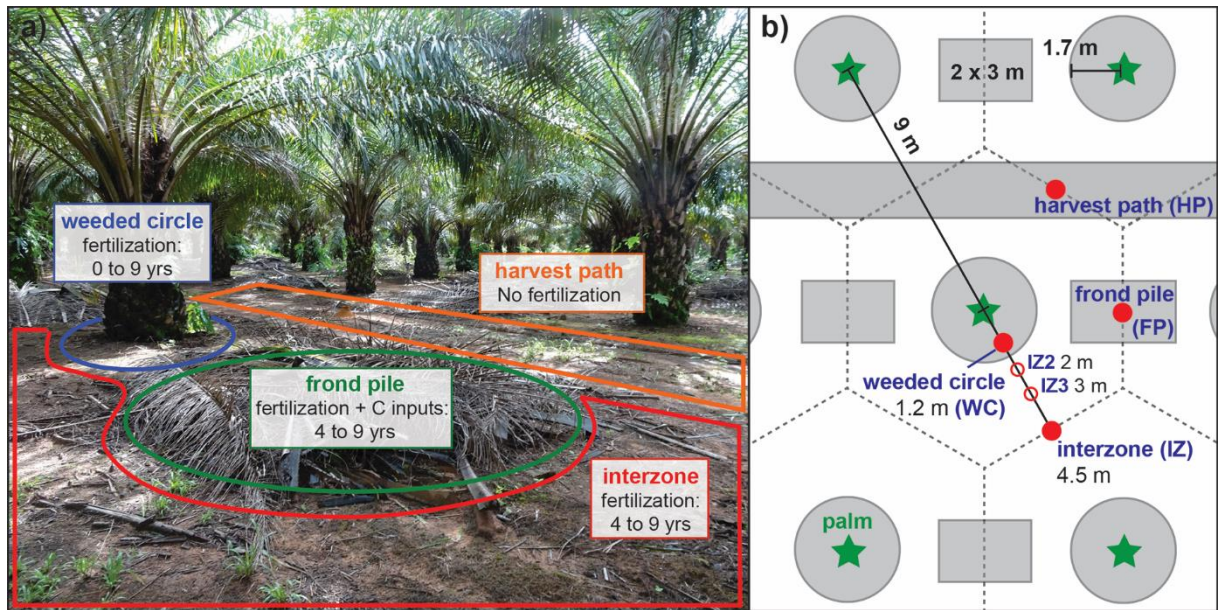 a)
weeded circle
fertilization:
0 to 9 yrs
harvest path
No fertilization
frond pile
fertilization + C inputs:
4 to 9 yrs
interzone
fertilization:
4 to 9 yrs
b)
2 x 3 m
1.7 m
9 m
harvest path (HP)
frond pile
(FP)
IZ2 2 m
IZ3 3 m
weeded circle
1.2 m (WC)
interzone (IZ)
4.5 m
palm